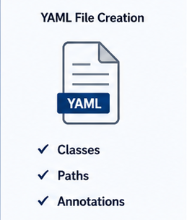 YAML File Creation
YAML
Classes
Paths
Annotations